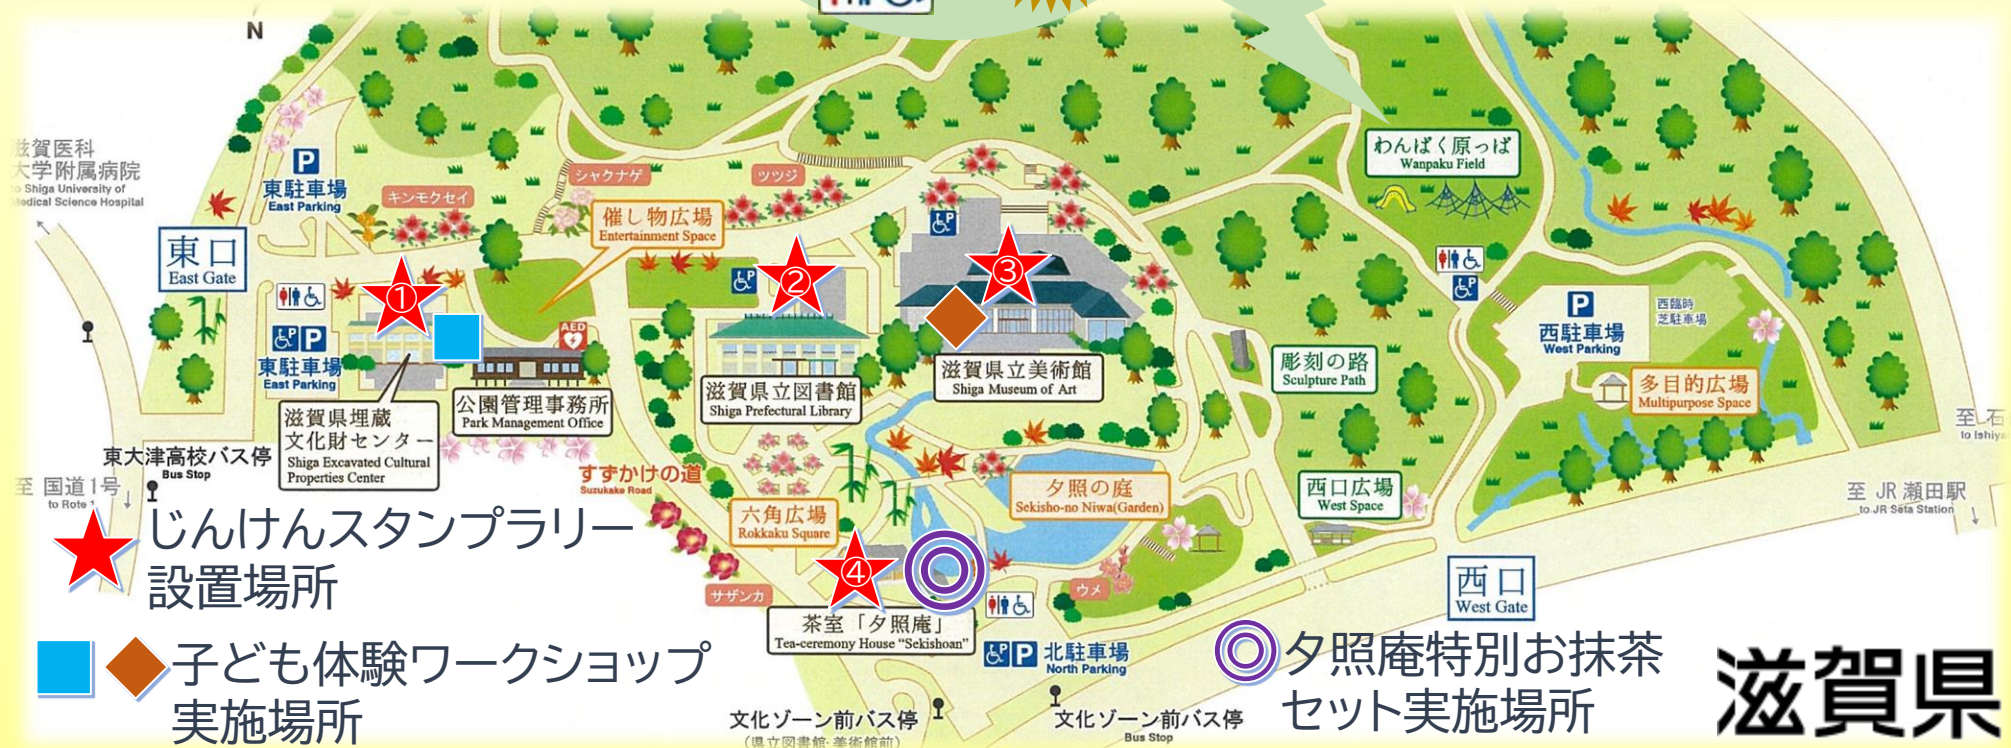 N
滋賀医科
大学附属病院
to Shiga University of
Medical Science Hospital
P
東駐車場
East Parking
キンモクセイ
シャクナゲ
ツツジ
催し物広場
Entertainment Space
わんぱく原っぱ
Wanpaku Field
東口
East Gate
①
②
③
P
P
P
P
東駐車場
East Parking
AED
滋賀県埋蔵
文化財センター
Shiga Excavated Cultural
Properties Center
公園管理事務所
Park Management Office
滋賀県立図書館
Shiga Prefectural Library
滋賀県立美術館
Shiga Museum of Art
彫刻の路
Sculpture Path
P
P
西駐車場
West Parking
西臨時
芝駐車場
多目的広場
Multipurpose Space
東大津高校バス停
Bus Stop
至 国道1号
to Rote 1
すずかけの道
Suzukake Road
六角広場
Rokkaku Square
夕照の庭
Sekisho-no Niwa(Garden)
西口広場
West Space
至 石
to Ishiya
至 JR 瀬田駅
to JR Seta Station
サザンカ
④
ウメ
茶室「夕照庵」
Tea-ceremony House "Sekishoan"
P P
北駐車場
North Parking
西口
West Gate
文化ゾーン前バス停
(県立図書館・美術館前)
文化ゾーン前バス停
Bus Stop
じんけんスタンプラリー
設置場所
子ども体験ワークショップ
実施場所
夕照庵特別お抹茶
セット実施場所
滋賀県